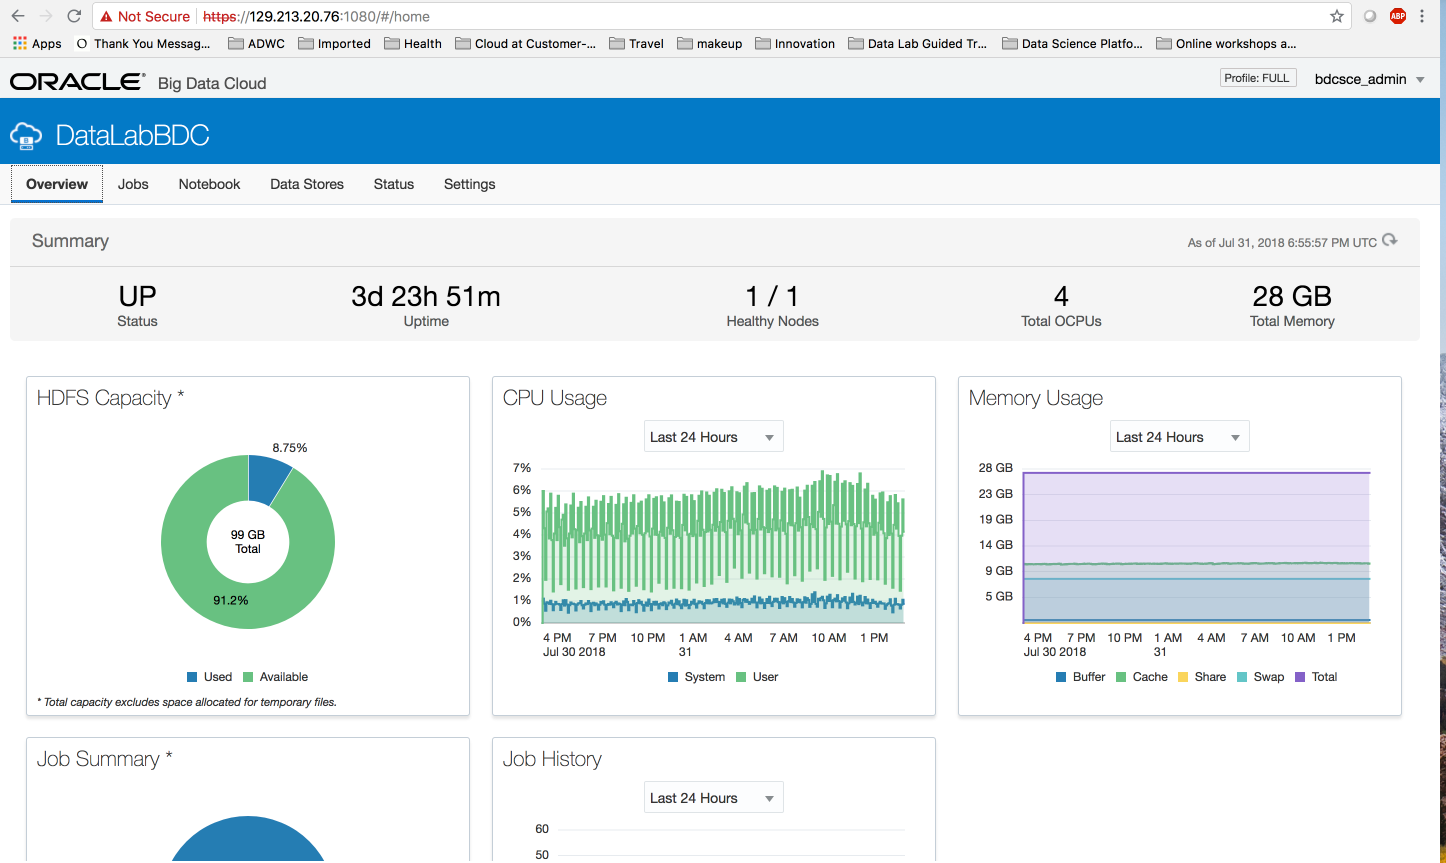 Not Secure https://129.213.20.76:1080/#/home ABP
Apps O Thank You Messag... ADWC Imported Health Cloud at Customer-... Travel makeup Innovation Data Lab Guided Tr... Data Science Platfo... Online workshops a...
ORACLE® Big Data Cloud Profile: FULL bdcsce_admin
DataLabBDC
Overview Jobs Notebook Data Stores Status Settings
Summary As of Jul 31, 2018 6:55:57 PM UTC
UP 3d 23h 51m 1 / 1 4 28 GB
Status Uptime Healthy Nodes Total OCPUs Total Memory
HDFS Capacity *
8.75%
99 GB
Total
91.2%
Used Available
* Total capacity excludes space allocated for temporary files.
CPU Usage
Last 24 Hours
7%
6%
5%
4%
3%
2%
1%
0%
4 PM 7 PM 10 PM 1 AM 4 AM 7 AM 10 AM 1 PM
Jul 30 2018 31
System User
Memory Usage
Last 24 Hours
28 GB
23 GB
19 GB
14 GB
9 GB
5 GB
4 PM 7 PM 10 PM 1 AM 4 AM 7 AM 10 AM 1 PM
Jul 30 2018 31
Buffer Cache Share Swap Total
Job Summary *
Job History
Last 24 Hours
60
50